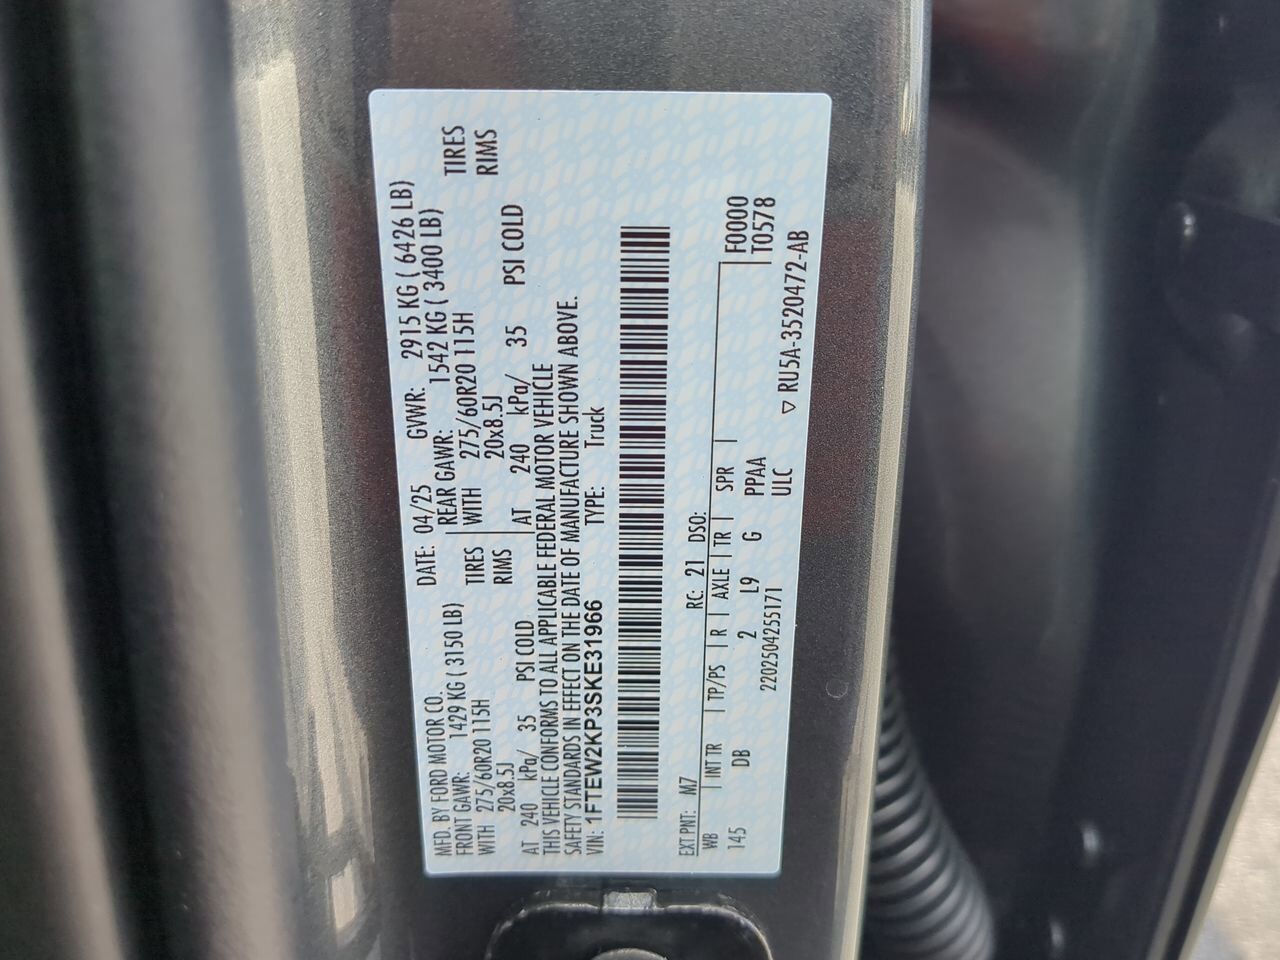 MFD. BY FORD MOTOR CO. DATE: 04/25 GVWR: 2915 KG ( 6426 LB)
FRONT GAWR: 1429 KG ( 3150 LB) REAR GAWR: 1542 KG ( 3400 LB)
WITH 275/60R20 115H TIRES WITH 275/60R20 115H TIRES
20x8.5J RIMS 20x8.5J RIMS
AT 240 kPa/ 35 PSI COLD AT 240 kPa/ 35 PSI COLD
THIS VEHICLE CONFORMS TO ALL APPLICABLE FEDERAL MOTOR VEHICLE
SAFETY STANDARDS IN EFFECT ON THE DATE OF MANUFACTURE SHOWN ABOVE.
VIN: 1FTEW2KP3SKE31966 TYPE: Truck
EXT PNT: M7 RC: 21 DSO:
WB INT TR TP/PS R AXLE TR SPR F0000
145 DB 2 L9 G PPAA T0578
2202504255171 ULC ▽ RU5A-3520472-AB